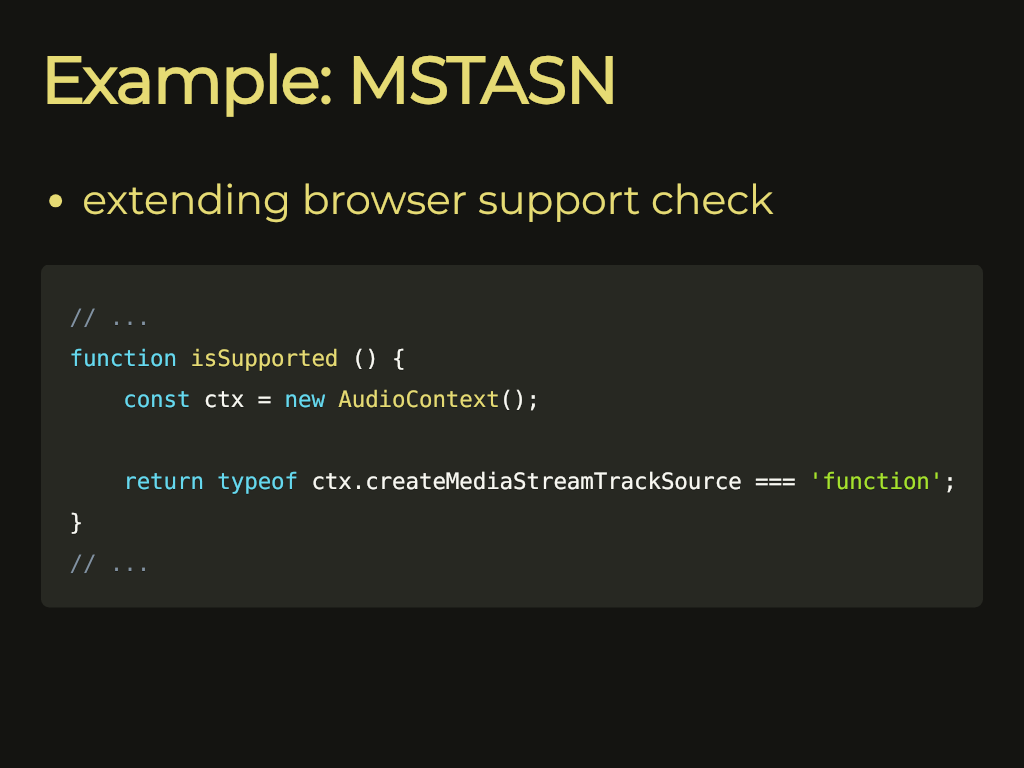 Example: MSTASN
• extending browser support check
// ...
function isSupported () {
    const ctx = new AudioContext();

    return typeof ctx.createMediaStreamTrackSource === 'function';
}
// ...